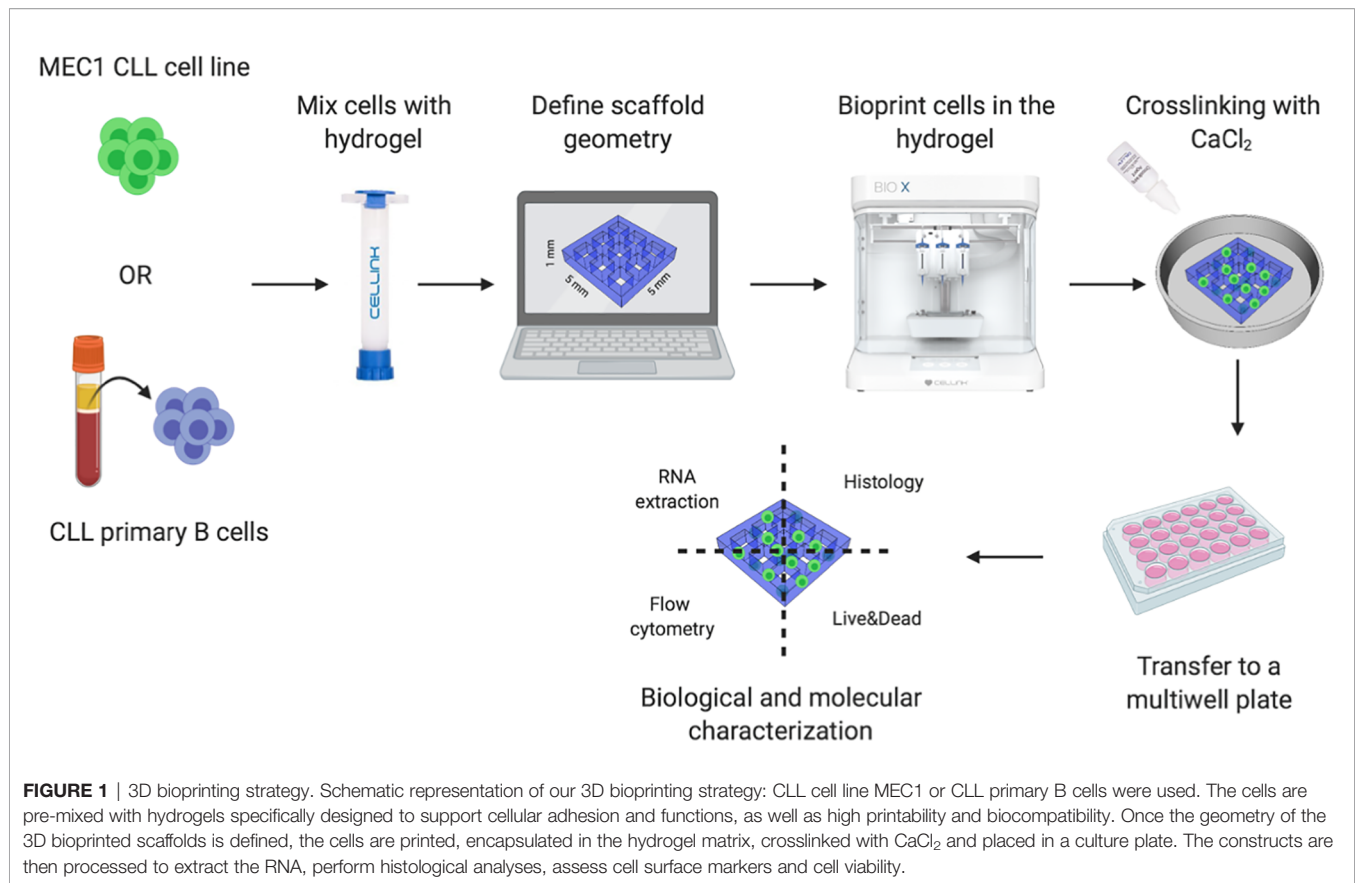 MEC1 CLL cell line
OR
CLL primary B cells
Mix cells with
hydrogel
CELLINK
Define scaffold
geometry
1 mm
5 mm
5 mm
Bioprint cells in the
hydrogel
BIO X
CELLINK
Crosslinking with
CaCl₂
Transfer to a
multiwell plate
RNA
extraction
Histology
Flow
cytometry
Live&Dead
Biological and molecular
characterization
FIGURE 1 | 3D bioprinting strategy. Schematic representation of our 3D bioprinting strategy: CLL cell line MEC1 or CLL primary B cells were used. The cells are
pre-mixed with hydrogels specifically designed to support cellular adhesion and functions, as well as high printability and biocompatibility. Once the geometry of the
3D bioprinted scaffolds is defined, the cells are printed, encapsulated in the hydrogel matrix, crosslinked with CaCl₂ and placed in a culture plate. The constructs are
then processed to extract the RNA, perform histological analyses, assess cell surface markers and cell viability.